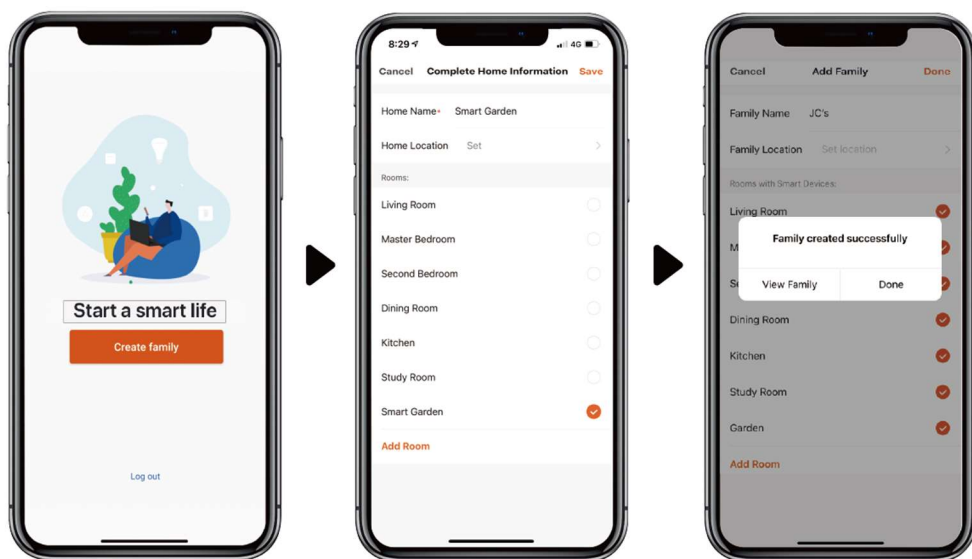 Start a smart life
Create family
Log out
8:29
4G
Cancel Complete Home Information Save
Home Name* Smart Garden
Home Location Set
Rooms:
Living Room
Master Bedroom
Second Bedroom
Dining Room
Kitchen
Study Room
Smart Garden
Add Room
Cancel Add Family Done
Family Name JC's
Family Location Set location
Rooms with Smart Devices:
Living Room
Family created successfully
View Family Done
Dining Room
Kitchen
Study Room
Garden
Add Room